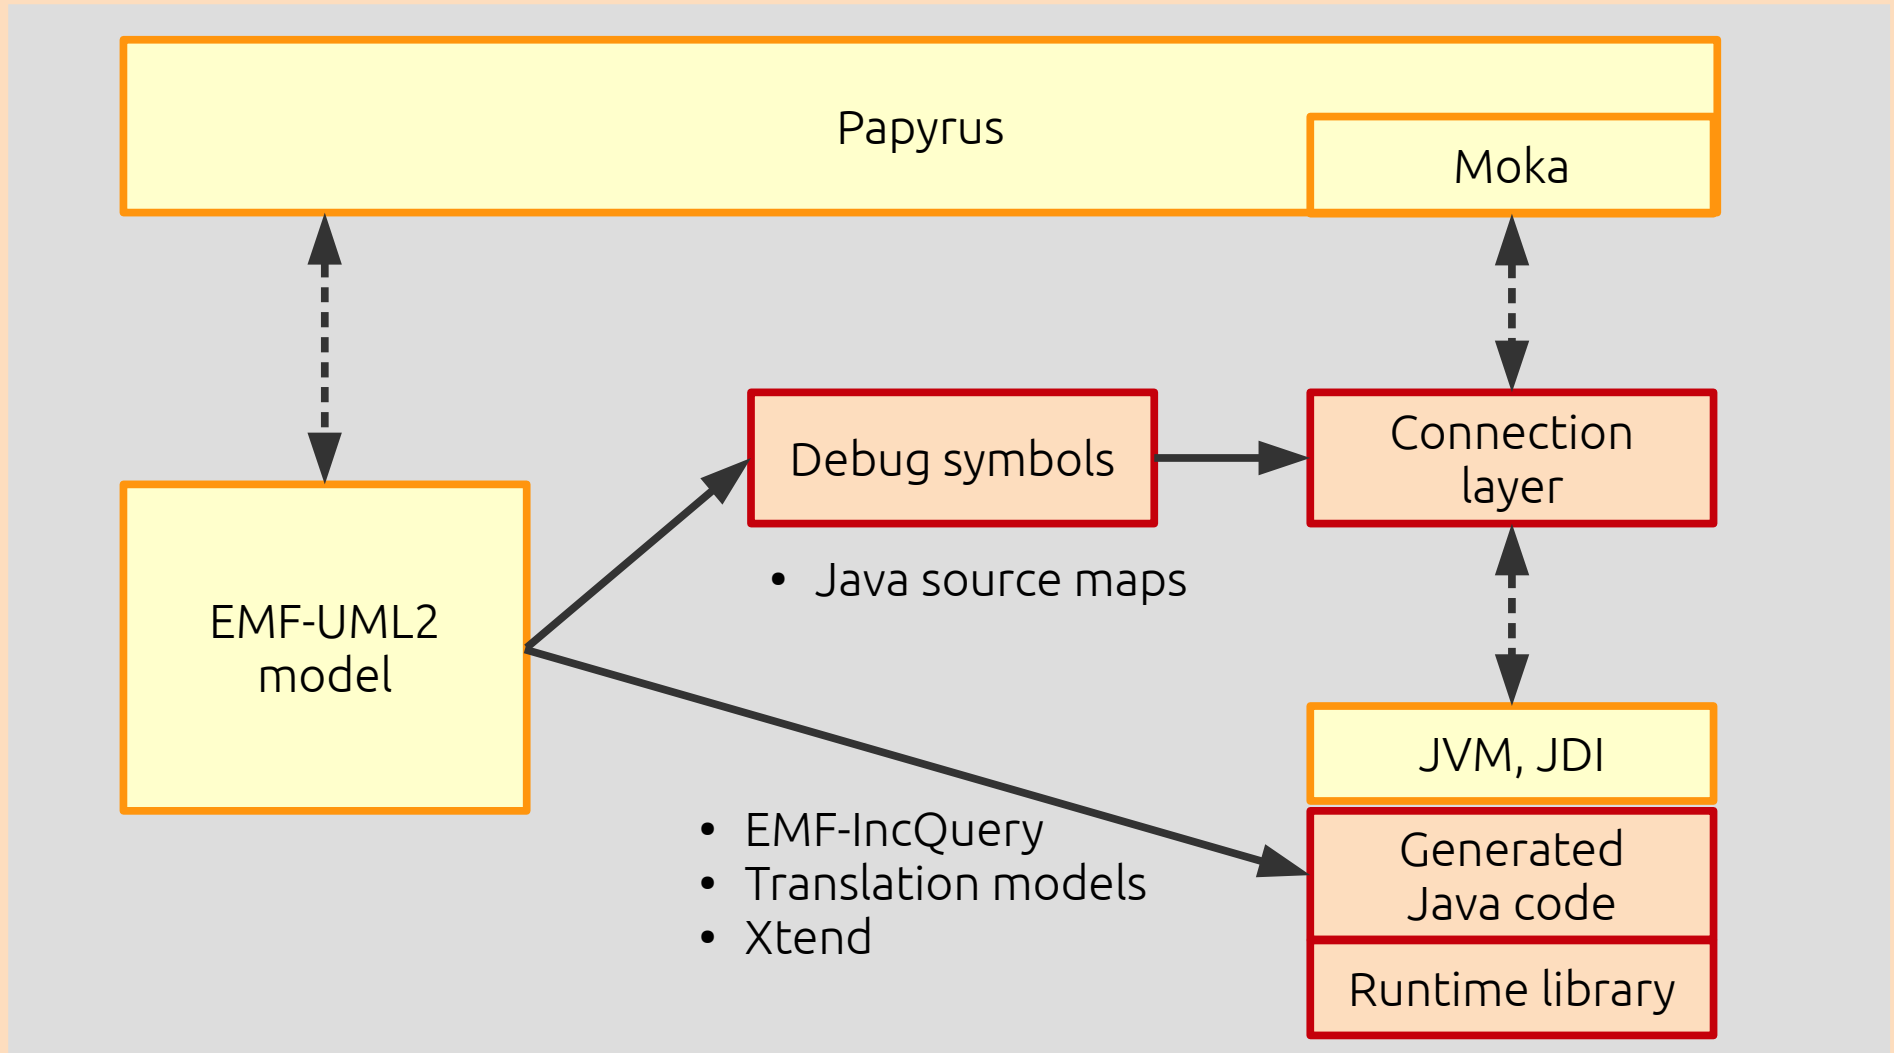 Papyrus
Moka
Debug symbols
Connection
layer
• Java source maps
EMF-UML2
model
JVM, JDI
• EMF-IncQuery
• Translation models
• Xtend
Generated
Java code
Runtime library